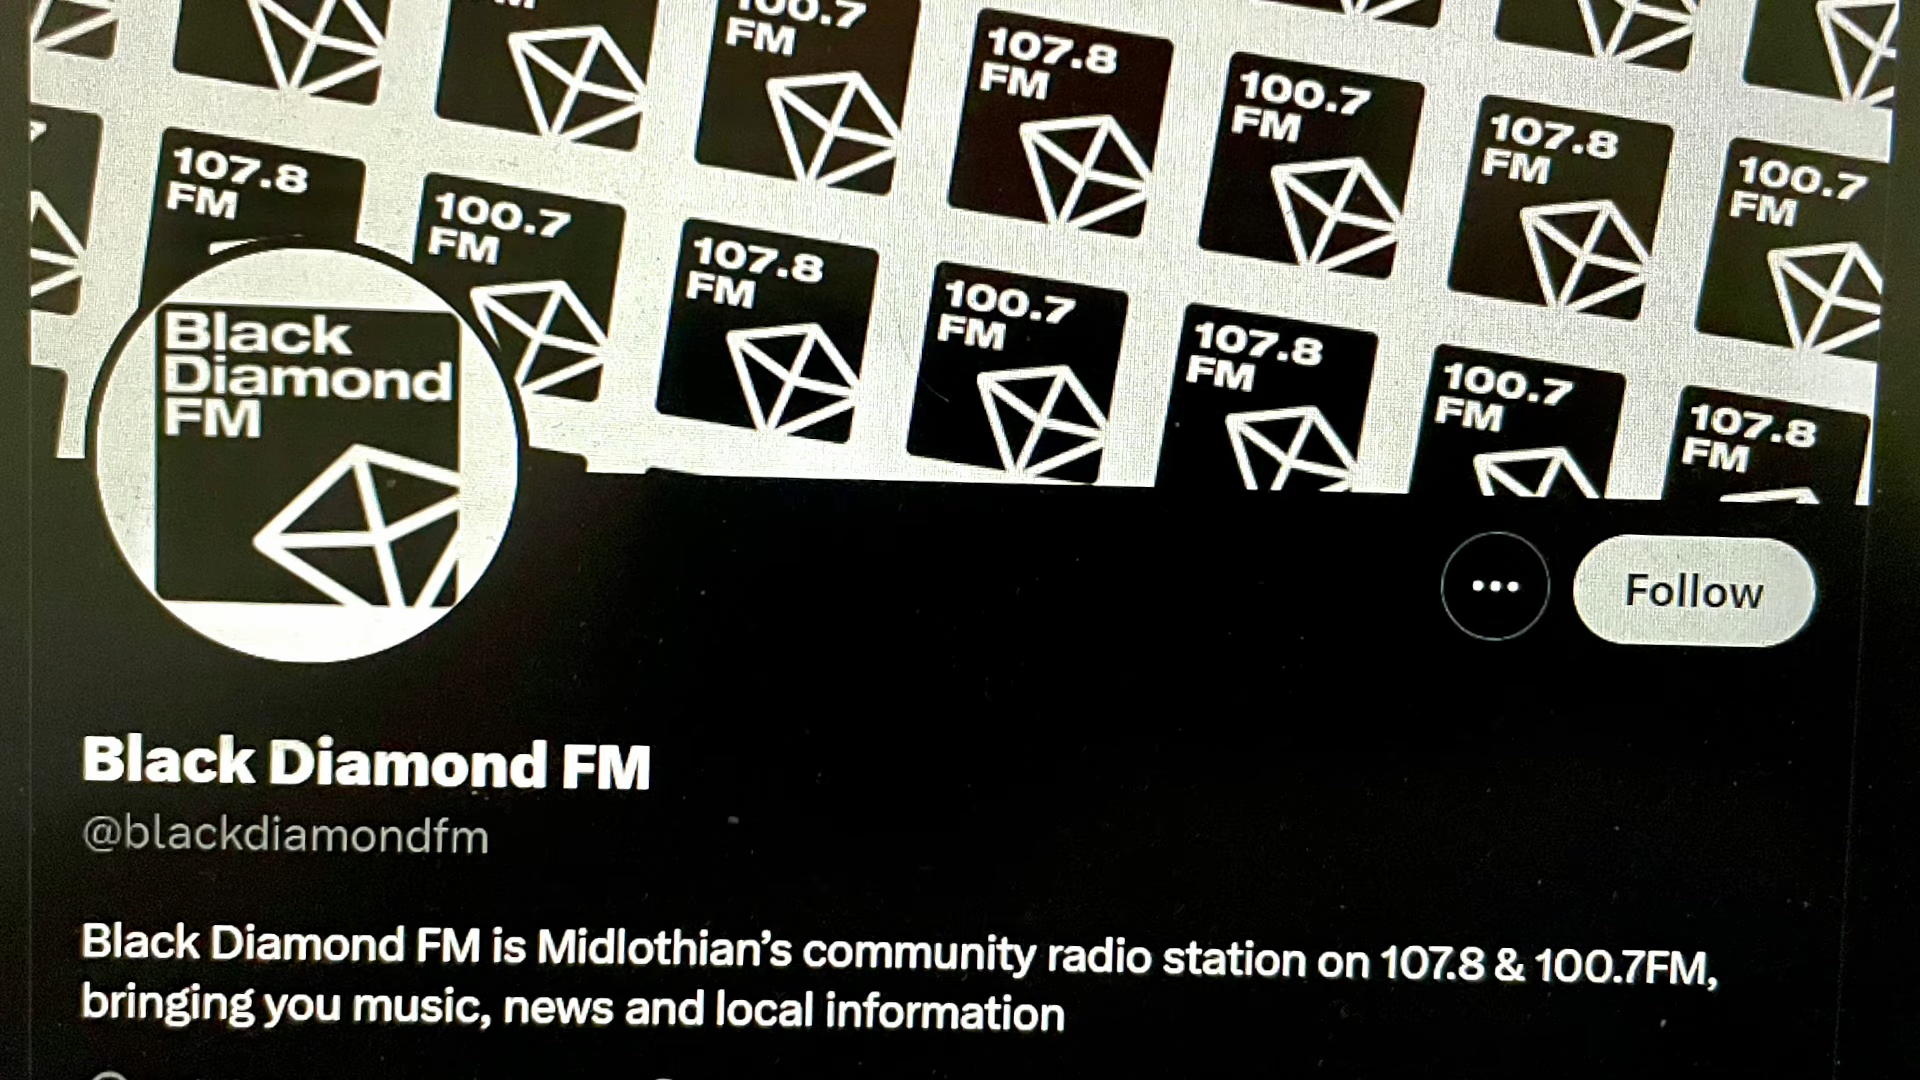 100.7
FM
107.8
FM
100.7
FM
107.8
FM
100.7
FM
107.8
FM
100.7
FM
107.8
FM
100.7
FM
107.8
FM
100.7
FM
107.8
FM
Black
Diamond
FM
Follow
Black Diamond FM
@blackdiamondfm
Black Diamond FM is Midlothian’s community radio station on 107.8 & 100.7FM,
bringing you music, news and local information